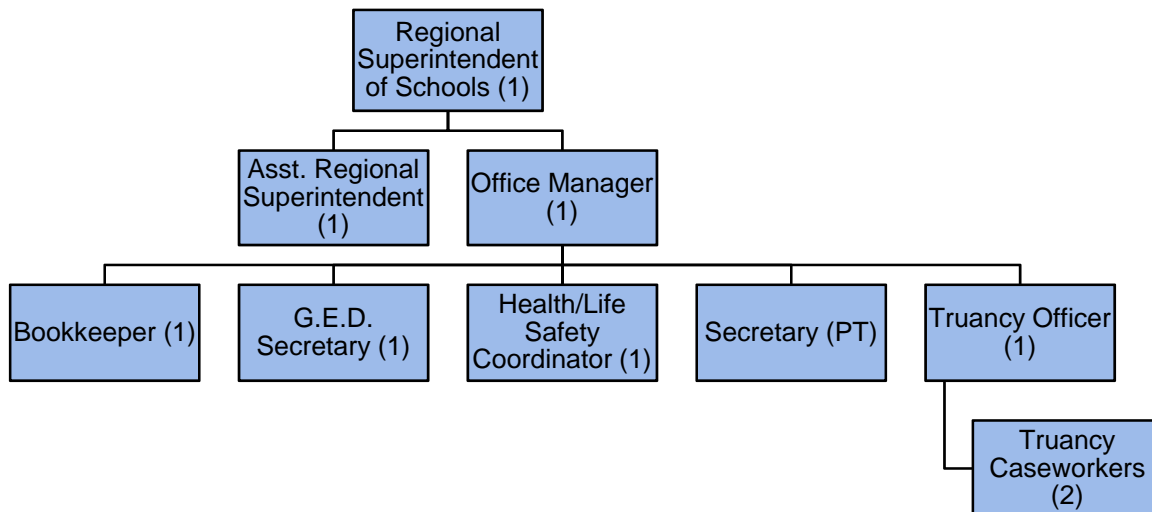 Regional
Superintendent
of Schools (1)
Asst. Regional
Superintendent
(1)
Office Manager
(1)
Bookkeeper (1)
G.E.D.
Secretary (1)
Health/Life
Safety
Coordinator (1)
Secretary (PT)
Truancy Officer
(1)
Truancy
Caseworkers
(2)